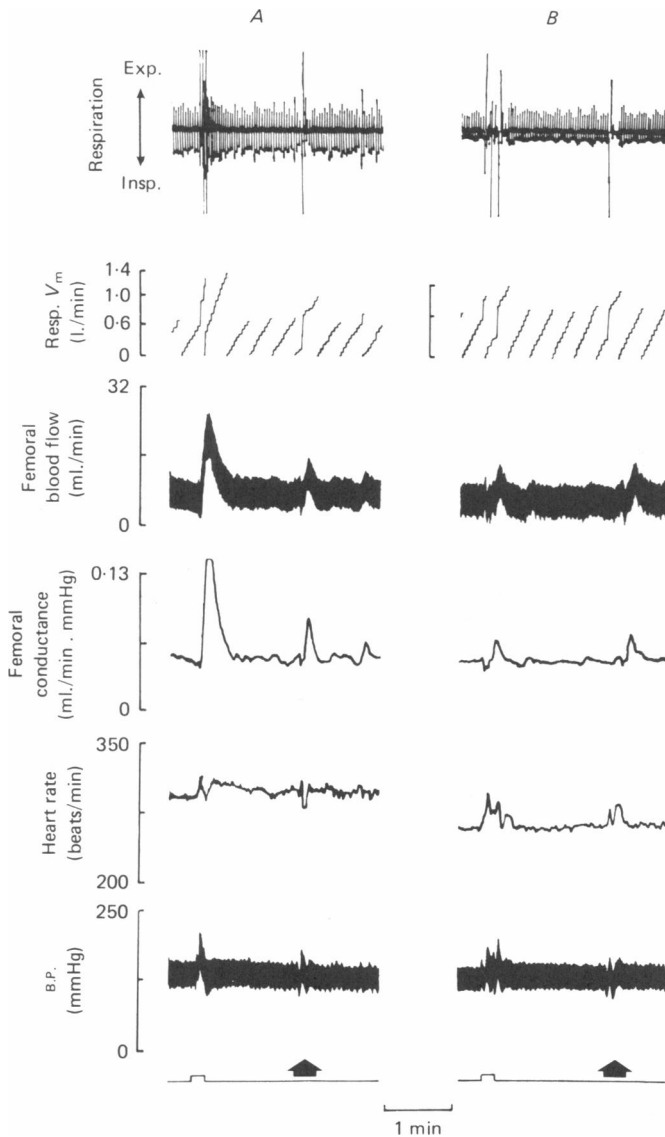 A
B
Exp.
Respiration
Insp.
Resp. Vm
(l./min)
1·4
1·0
0·6
0
Femoral
blood flow
(ml./min)
32
0
Femoral
conductance
(ml./min . mmHg)
0·13
0
Heart rate
(beats/min)
350
200
B.P.
(mmHg)
250
0
1 min